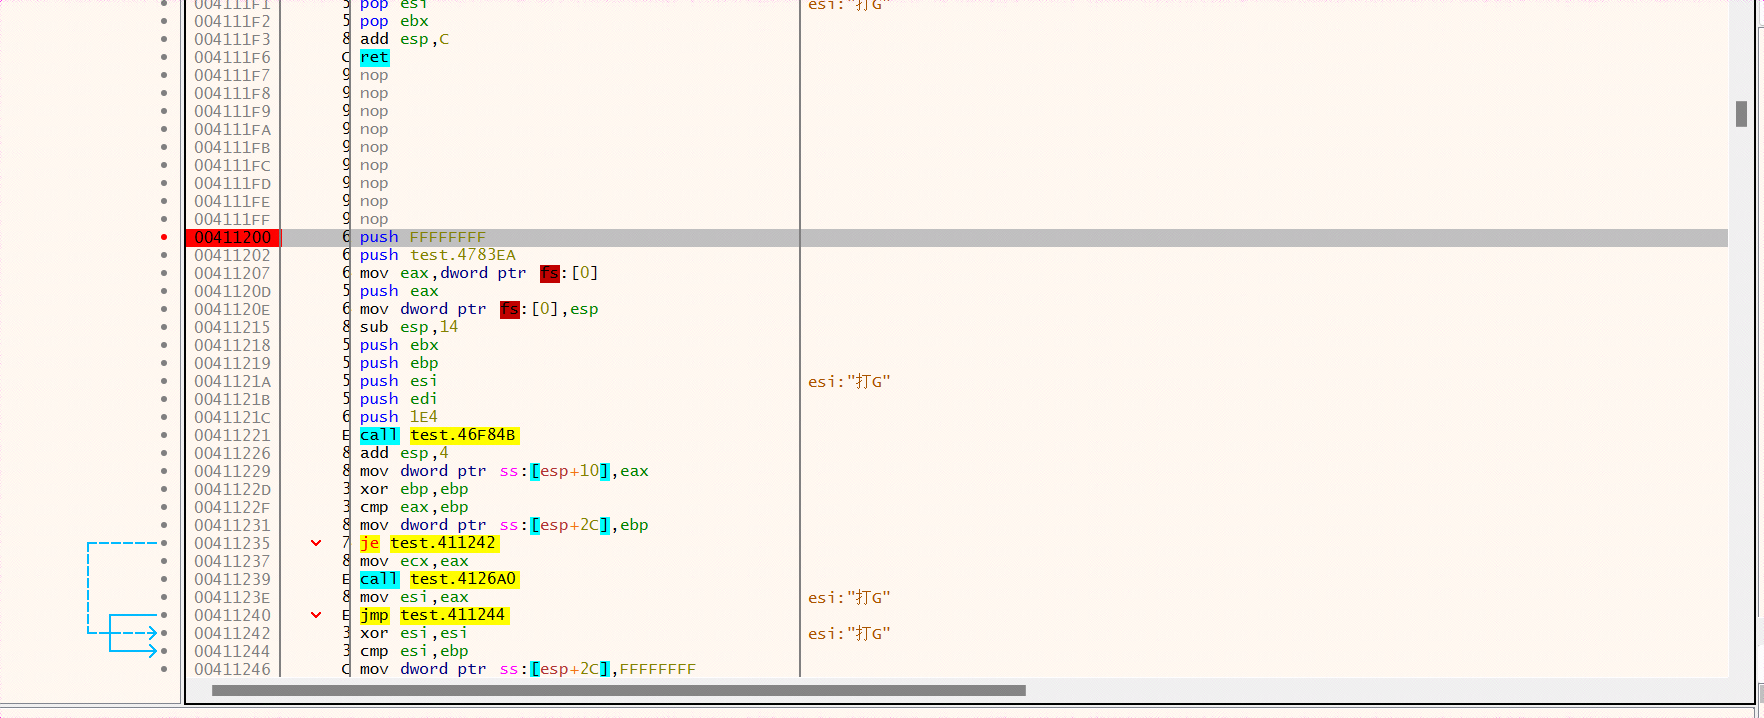 004111F1 5 pop esi esi:"打G"
004111F2 5 pop ebx
004111F3 8 add esp,C
004111F6 C ret
004111F7 9 nop
004111F8 9 nop
004111F9 9 nop
004111FA 9 nop
004111FB 9 nop
004111FC 9 nop
004111FD 9 nop
004111FE 9 nop
004111FF 9 nop
00411200 6 push FFFFFFFF
00411202 6 push test.4783EA
00411207 6 mov eax,dword ptr fs:[0]
0041120D 5 push eax
0041120E 6 mov dword ptr fs:[0],esp
00411215 8 sub esp,14
00411218 5 push ebx
00411219 5 push ebp
0041121A 5 push esi esi:"打G"
0041121B 5 push edi
0041121C 6 push 1E4
00411221 E call test.46F84B
00411226 8 add esp,4
00411229 8 mov dword ptr ss:[esp+10],eax
0041122D 3 xor ebp,ebp
0041122F 3 cmp eax,ebp
00411231 8 mov dword ptr ss:[esp+2C],ebp
00411235 7 je test.411242
00411237 8 mov ecx,eax
00411239 E call test.4126A0
0041123E 8 mov esi,eax esi:"打G"
00411240 E jmp test.411244
00411242 3 xor esi,esi esi:"打G"
00411244 3 cmp esi,ebp
00411246 C mov dword ptr ss:[esp+2C],FFFFFFFF